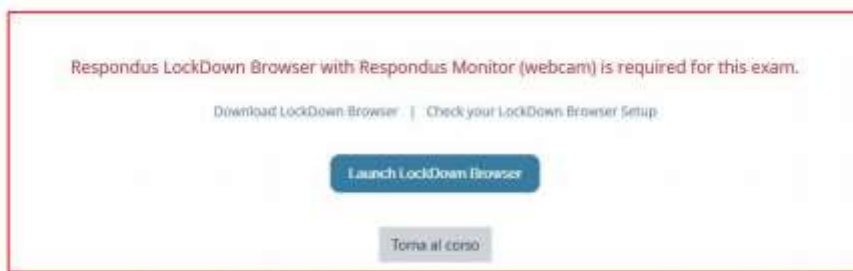 Respondus LockDown Browser with Respondus Monitor (webcam) is required for this exam.
Download LockDown Browser | Check your LockDown Browser Setup
Launch LockDown Browser
Torna al corso